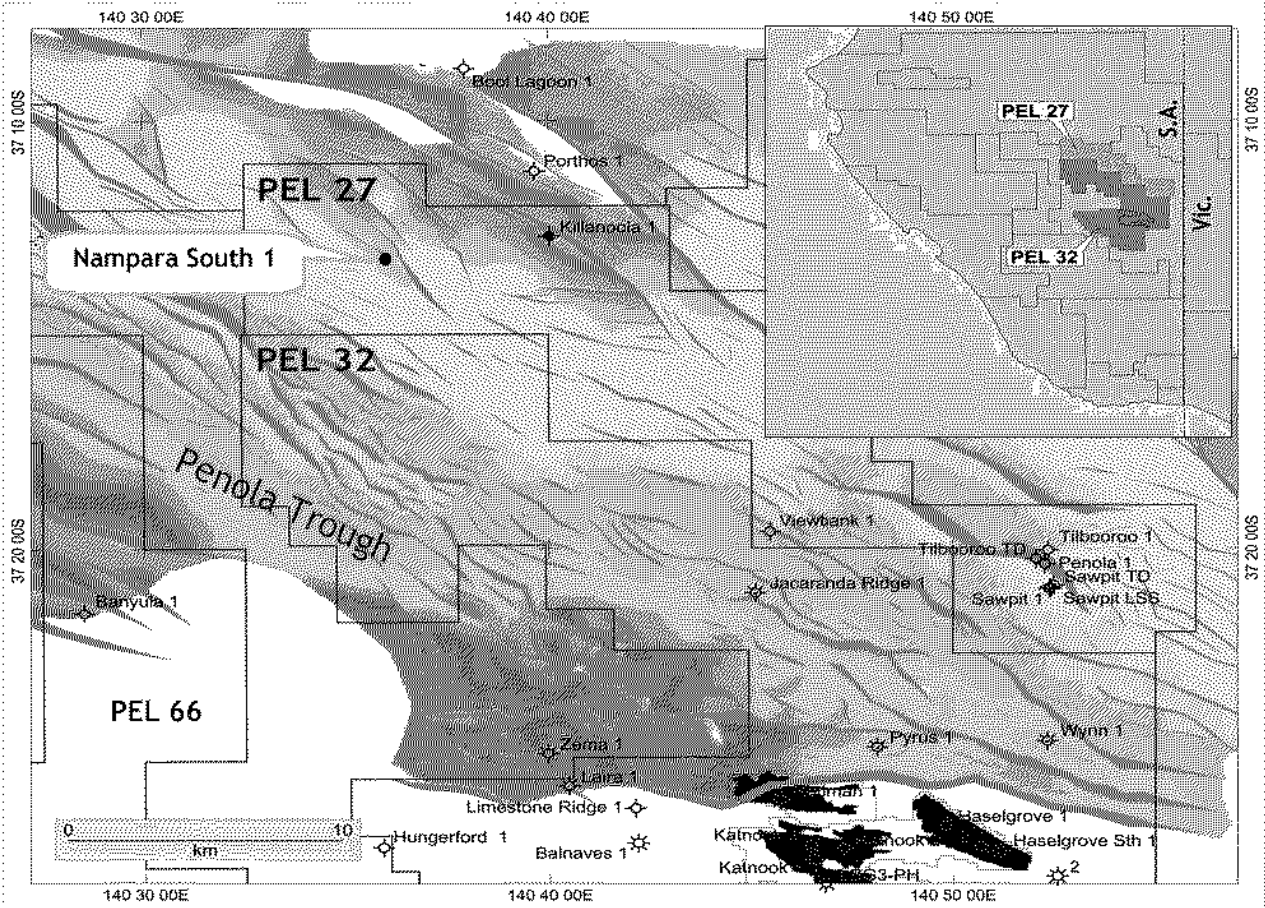 140 30 00E
140 40 00E
140 50 00E
37 10 00S
37 10 00S
Bool Lagoon 1
Porthos 1
PEL 27
Killanoola 1
Nampara South 1
PEL 27
S.A.
Vic.
PEL 32
PEL 32
Penola Trough
37 20 00S
37 20 00S
Viewbank 1
Tilbooroo 1
Tilbooroo TD
Penola 1
Sawpit TD
Jacaranda Ridge 1
Sawpit 1
Sawpit LSS
Banyula 1
PEL 66
Zema 1
Pyrus 1
Wynn 1
Laira 1
Limestone Ridge 1
Haselgrove 1
0
10
km
Hungerford 1
Balnaves 1
Haselgrove Sth 1
Katnook
2
140 30 00E
140 40 00E
140 50 00E